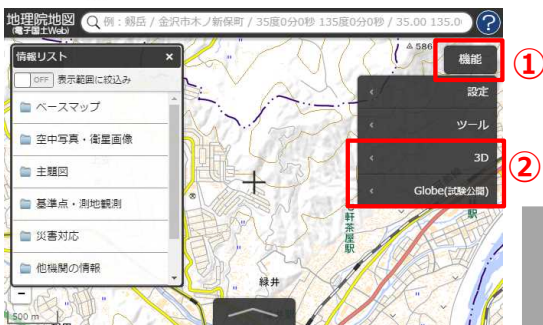 地理院地図
(電子国土Web)
例：剱岳 / 金沢市木ノ新保町 / 35度0分0秒 135度0分0秒 / 35.00 135.0
?
情報リスト ×
OFF 表示範囲に絞込み
ベースマップ
空中写真・衛星画像
主題図
基準点・測地観測
災害対応
他機関の情報
586
機能
①
設定
ツール
3D
Globe(試験公開)
②
軒茶屋駅
駅
緑井
500 m